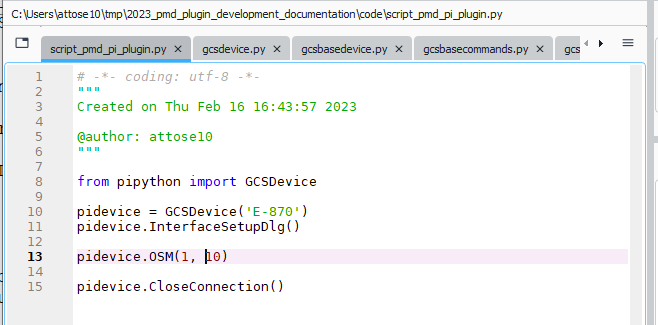 C:\Users\attose10\tmp\2023_pmd_plugin_development_documentation\code\script_pmd_pi_plugin.py
script_pmd_pi_plugin.py
gcsdevice.py
gcsbasedevice.py
gcsbasecommands.py
gcs
1 # -*- coding: utf-8 -*-
2 """
3 Created on Thu Feb 16 16:43:57 2023
4
5 @author: attose10
6 """
7
8 from pipython import GCSDevice
9
10 pidevice = GCSDevice('E-870')
11 pidevice.InterfaceSetupDlg()
12
13 pidevice.OSM(1, 10)
14
15 pidevice.CloseConnection()